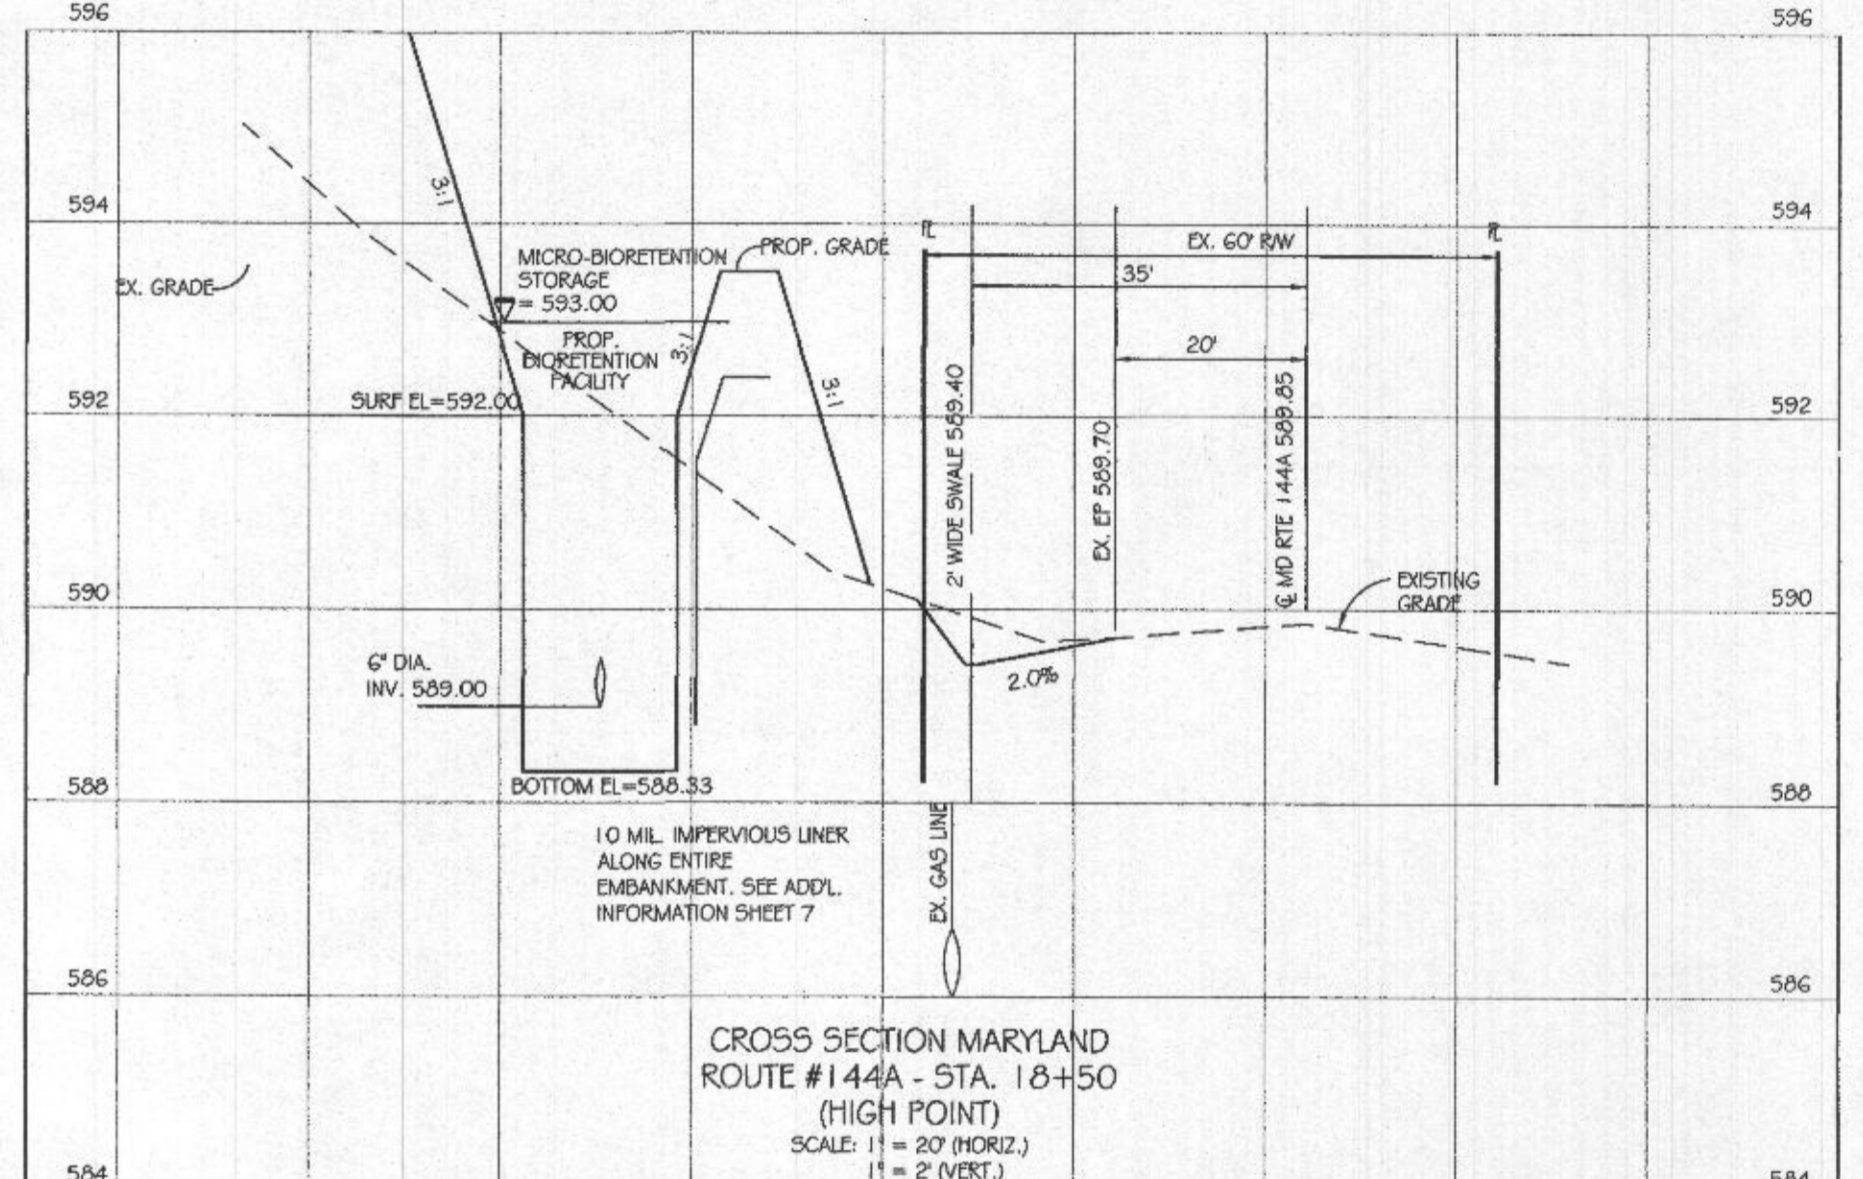 596
596
594
594
3:1
EX. GRADE
MICRO-BIORETENTION
STORAGE
= 593.00
PROP. GRADE
PROP.
BIORETENTION
FACILITY
3:1
3:1
SURF EL=592.00
592
592
PL
PL
EX. 60' R/W
35'
20'
2' WIDE SWALE 589.40
EX. EP 589.70
CL MD RTE 144A 589.85
EXISTING
GRADE
590
590
2.0%
6" DIA.
INV. 589.00
BOTTOM EL=588.33
588
588
10 MIL IMPERVIOUS LINER
ALONG ENTIRE
EMBANKMENT. SEE ADD'L.
INFORMATION SHEET 7
EX. GAS LINE
586
586
CROSS SECTION MARYLAND
ROUTE #144A - STA. 18+50
(HIGH POINT)
SCALE: 1" = 20' (HORIZ.)
1" = 2' (VERT.)
584
584